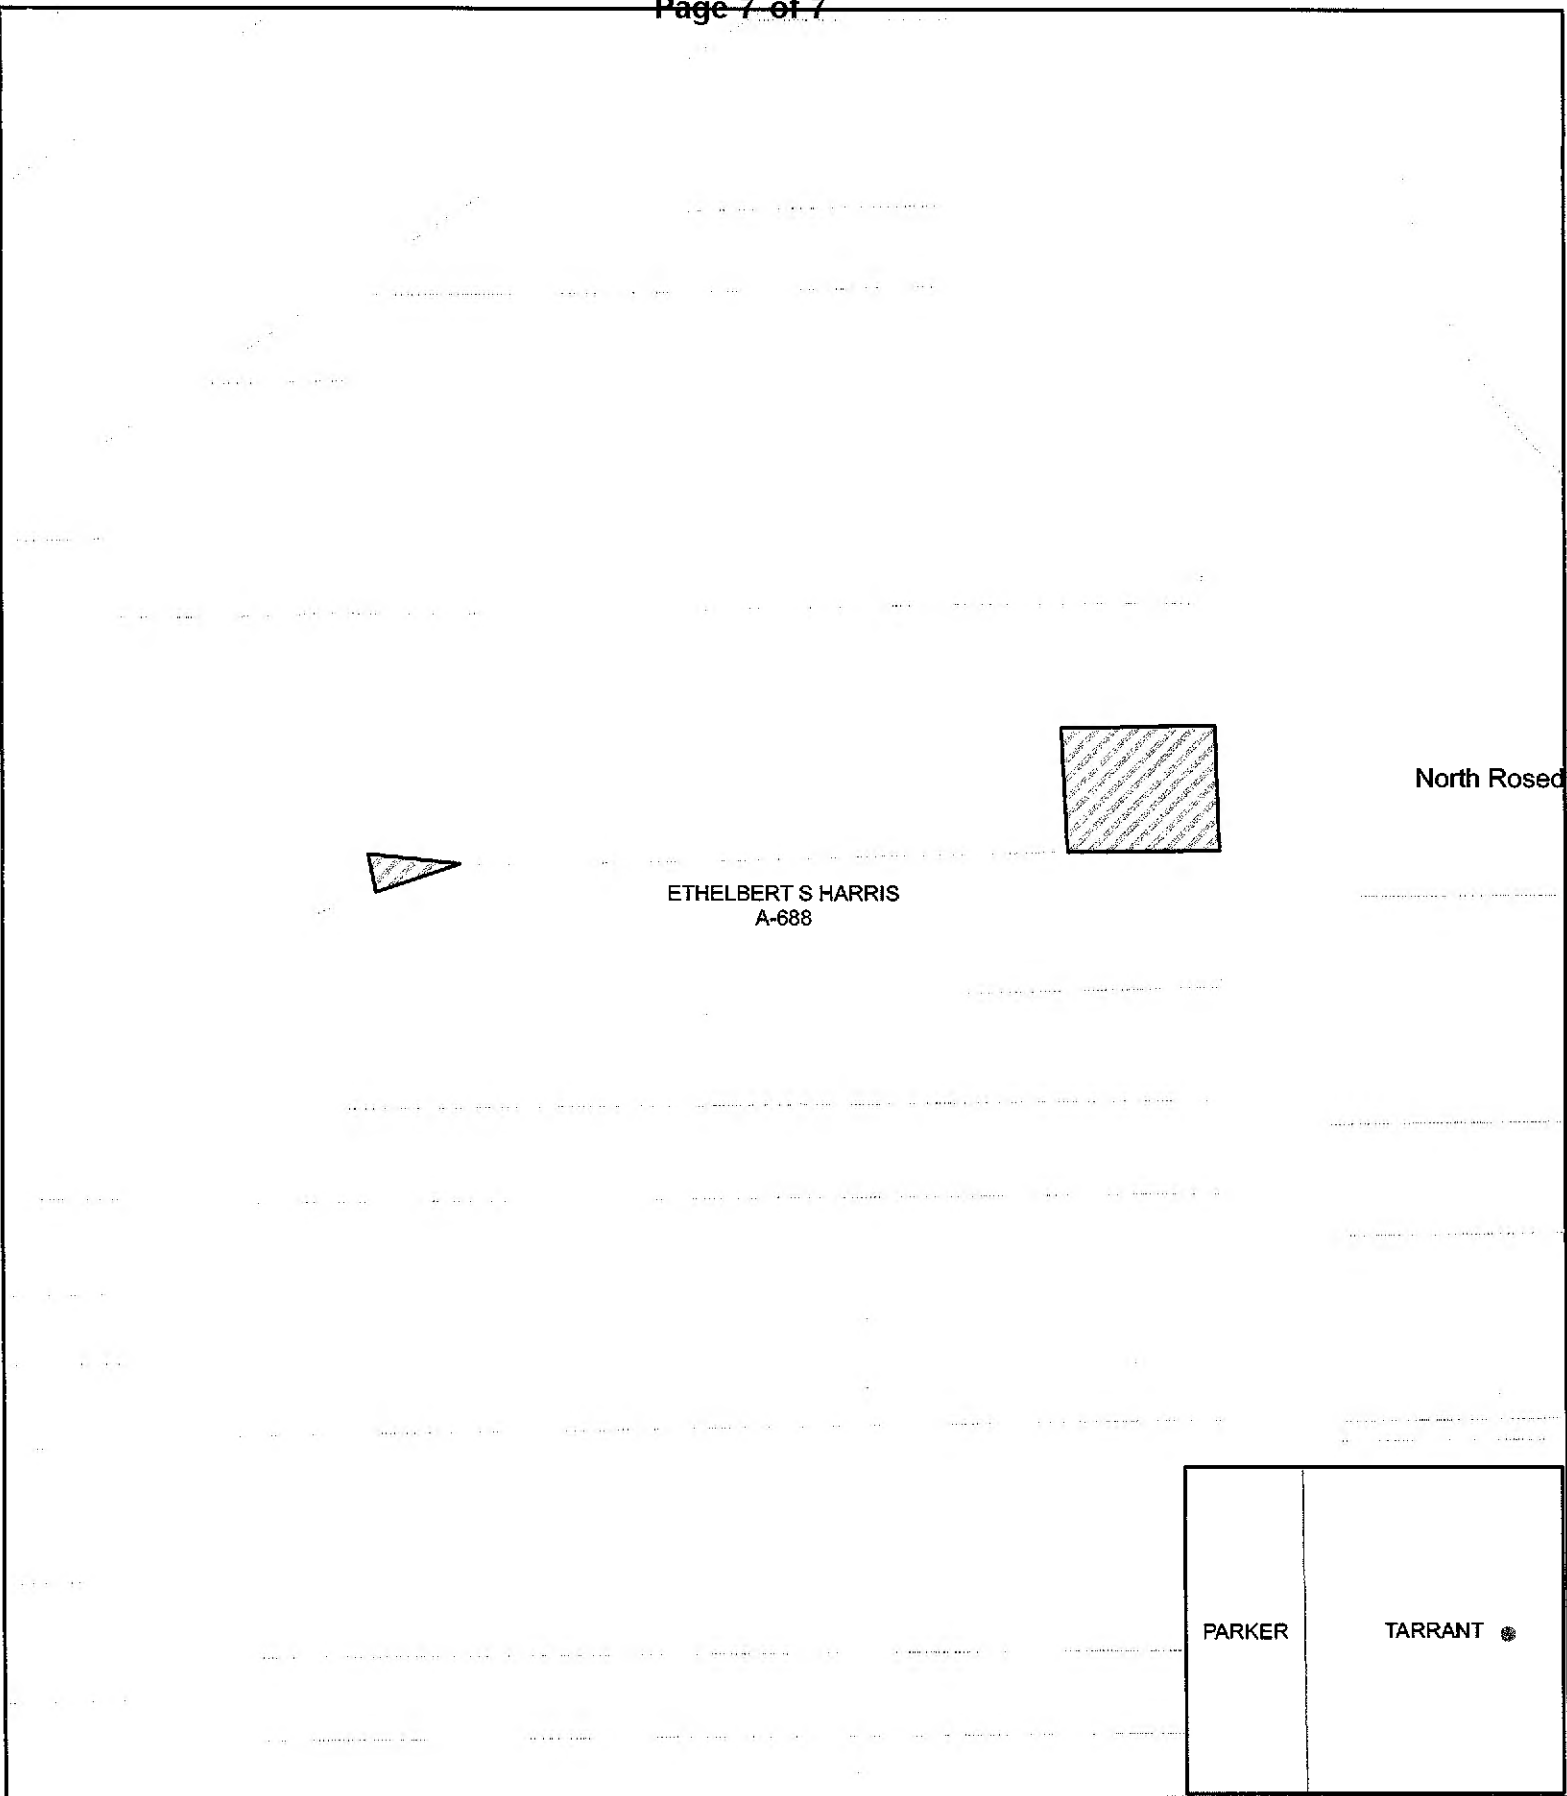 Page 7 of 7
North Rosed
ETHELBERT S HARRIS
A-688
PARKER
TARRANT